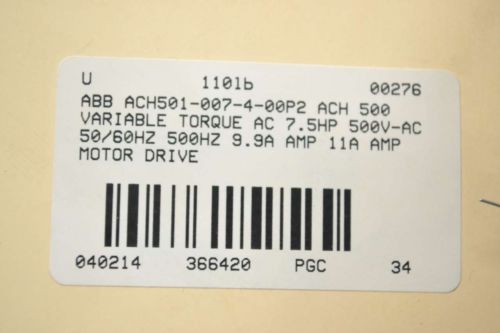 U 110lb 00276
ABB ACH501-007-4-00P2 ACH 500
VARIABLE TORQUE AC 7.5HP 500V-AC
50/60HZ 500HZ 9.9A AMP 11A AMP
MOTOR DRIVE
040214 366420 PGC 34